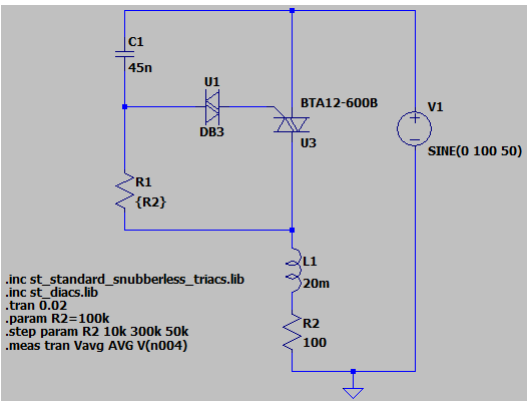 C1
45n
U1
DB3
BTA12-600B
U3
V1
SINE(0 100 50)
R1
{R2}
L1
20m
R2
100
.inc st_standard_snubberless_triacs.lib
.inc st_diacs.lib
.tran 0.02
.param R2=100k
.step param R2 10k 300k 50k
.meas tran Vavg AVG V(n004)